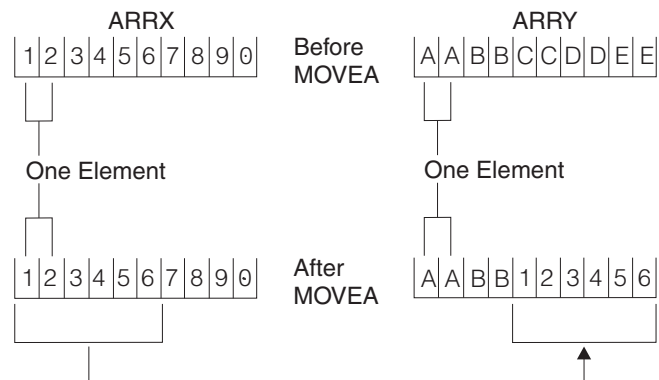 ARRX
ARRY
1 2 3 4 5 6 7 8 9 0
Before
MOVEA
A A B B C C D D E E
One Element
One Element
1 2 3 4 5 6 7 8 9 0
After
MOVEA
A A B B 1 2 3 4 5 6